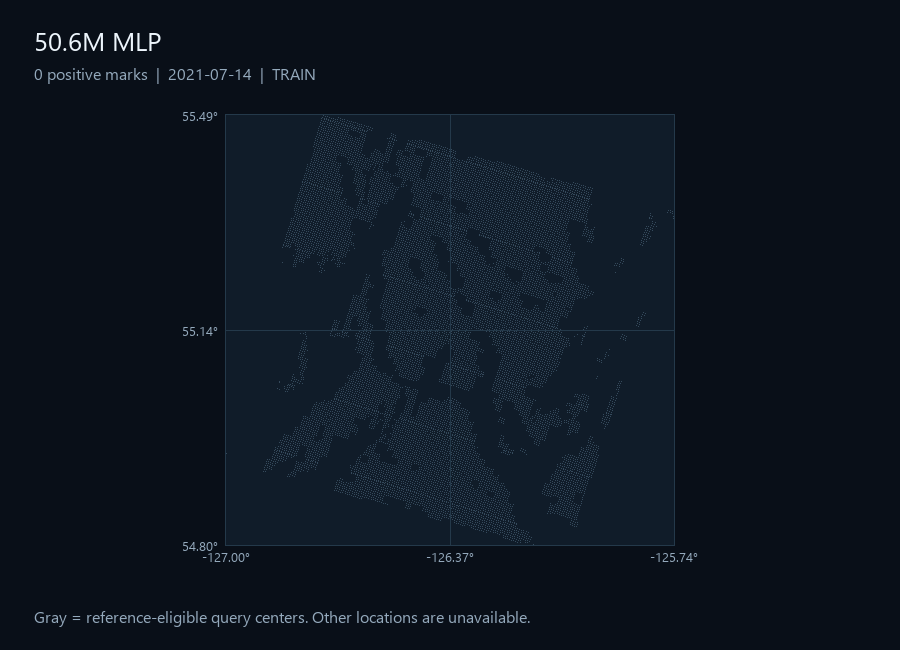 50.6M MLP
0 positive marks | 2021-07-14 | TRAIN
55.49°
55.14°
54.80°
-127.00°
-126.37°
-125.74°
Gray = reference-eligible query centers. Other locations are unavailable.